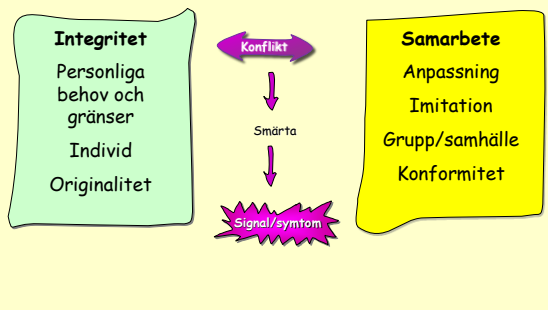 Integritet
Personliga
behov och
gränser
Individ
Originalitet
Konflikt
Smärta
Signal/symtom
Samarbete
Anpassning
Imitation
Grupp/samhälle
Konformitet